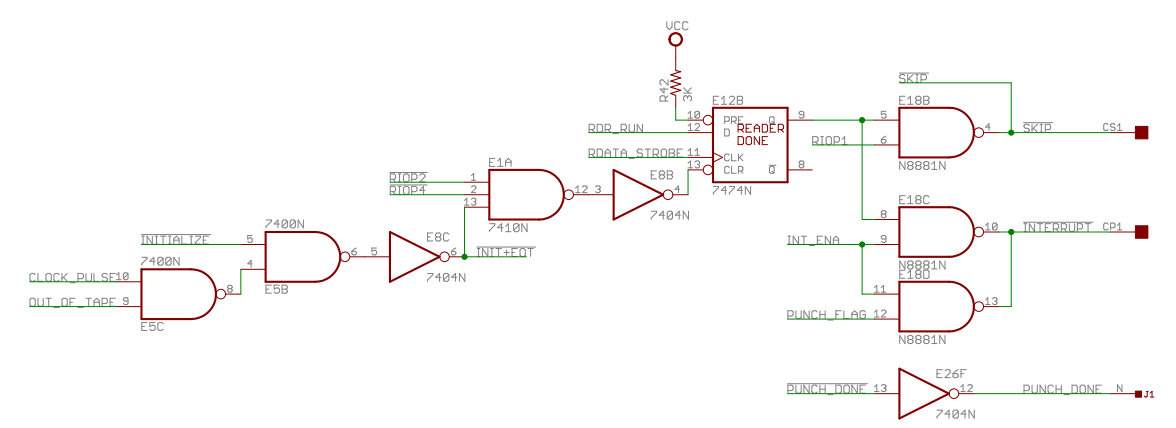 VCC
R42
3K
SKIP
E12B
E18B
10
PRE
Q
9
5
RDR_RUN
12
D
READER
DONE
4
SKIP
CS1
RIOP1
6
RDATA_STROBE
11
CLK
E1A
13
CLR
Q
8
N8881N
RIOP2
1
E8B
RIOP4
2
12
3
4
7474N
13
E18C
7400N
7410N
7404N
8
10
INTERRUPT
CP1
INITIALIZE
5
E8C
INT_ENA
9
6
5
6
INIT+EOT
7400N
4
N8881N
CLOCK_PULSE
10
7404N
E18D
8
E5B
11
OUT_OF_TAPE
9
13
PUNCH_FLAG
12
E5C
N8881N
E26F
PUNCH_DONE
13
12
PUNCH_DONE
N
J1
7404N